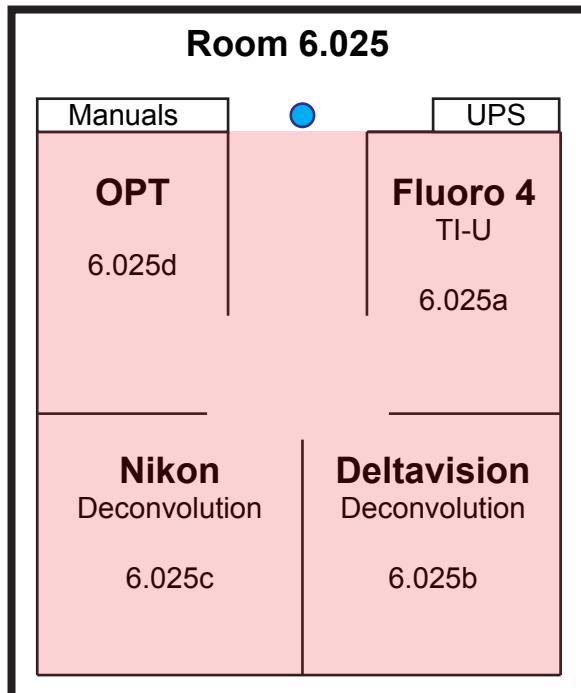 Room 6.025
Manuals
UPS
OPT
6.025d
Fluoro 4
TI-U
6.025a
Nikon
Deconvolution
6.025c
Deltavision
Deconvolution
6.025b